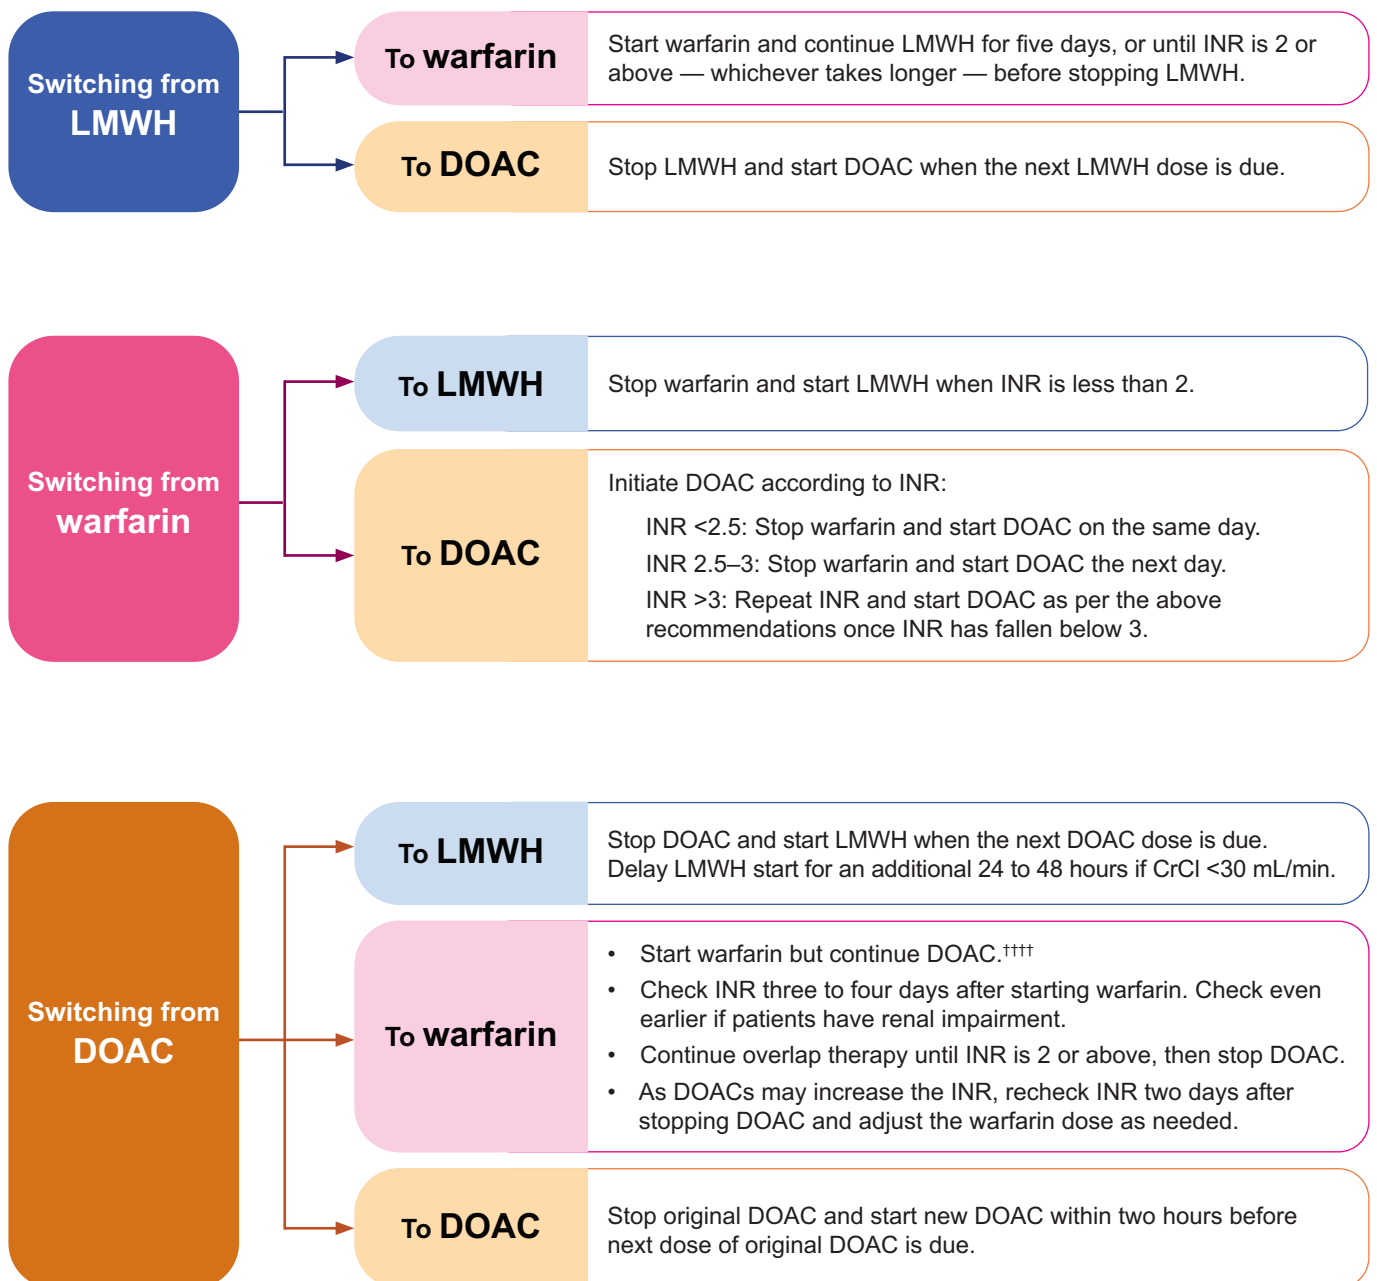 Switching from
LMWH
To warfarin
Start warfarin and continue LMWH for five days, or until INR is 2 or
above — whichever takes longer — before stopping LMWH.
To DOAC
Stop LMWH and start DOAC when the next LMWH dose is due.
Switching from
warfarin
To LMWH
Stop warfarin and start LMWH when INR is less than 2.
To DOAC
Initiate DOAC according to INR:
INR <2.5: Stop warfarin and start DOAC on the same day.
INR 2.5–3: Stop warfarin and start DOAC the next day.
INR >3: Repeat INR and start DOAC as per the above
recommendations once INR has fallen below 3.
Switching from
DOAC
To LMWH
Stop DOAC and start LMWH when the next DOAC dose is due.
Delay LMWH start for an additional 24 to 48 hours if CrCl <30 mL/min.
To warfarin
• Start warfarin but continue DOAC.††††
• Check INR three to four days after starting warfarin. Check even
earlier if patients have renal impairment.
• Continue overlap therapy until INR is 2 or above, then stop DOAC.
• As DOACs may increase the INR, recheck INR two days after
stopping DOAC and adjust the warfarin dose as needed.
To DOAC
Stop original DOAC and start new DOAC within two hours before
next dose of original DOAC is due.